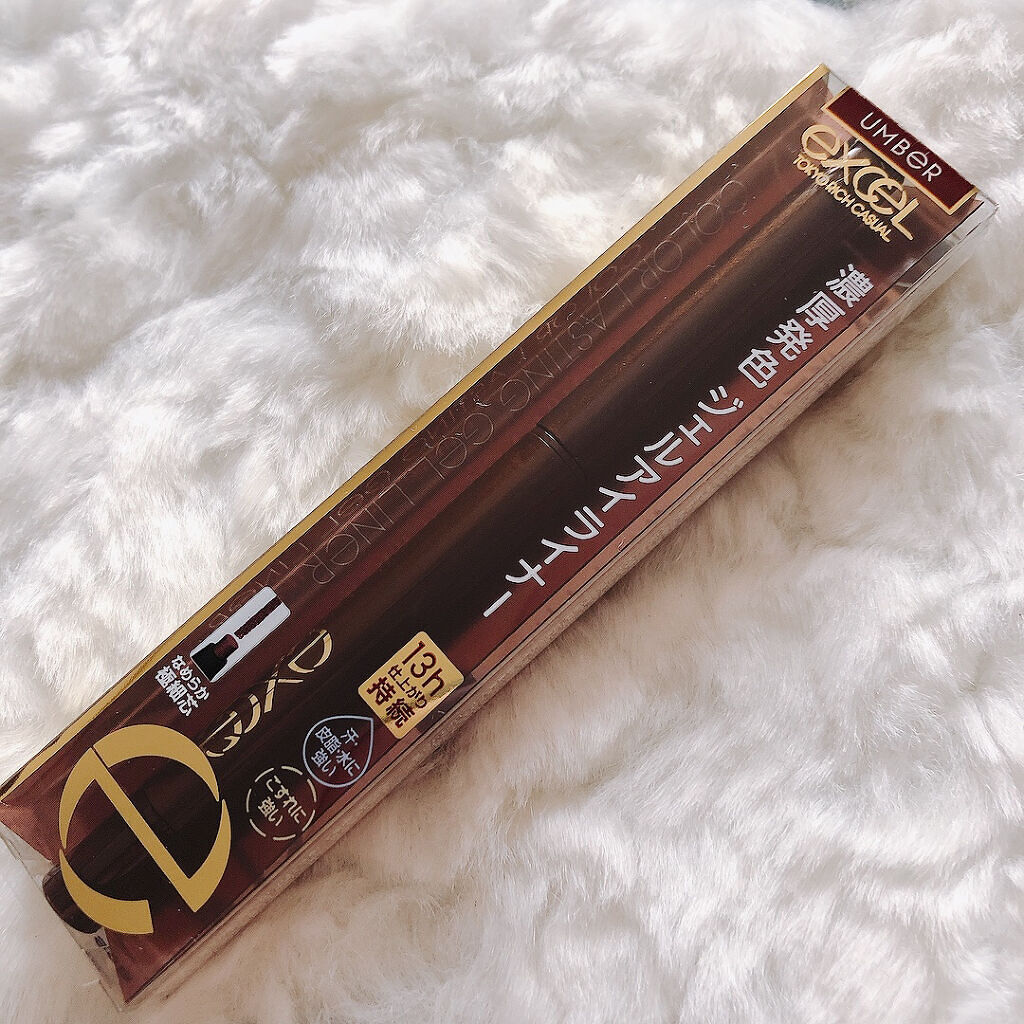 UMBER
excel
TOKYO RICH CASUAL
濃厚発色 ジェルアイライナー
COLOR LASTING GEL LINER
13h
仕上がり
持続
汗・水に
皮脂強い
こすれに
強い
なめらかな
極細芯
excel